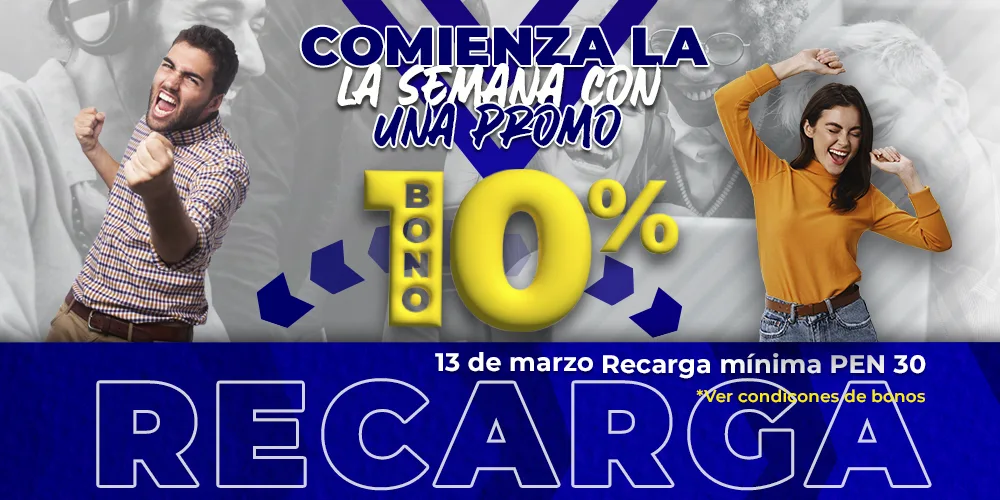 COMIENZA LA
LA SEMANA CON
UNA PROMO
BONO
10%
13 de marzo Recarga mínima PEN 30
*Ver condicones de bonos
RECARGA